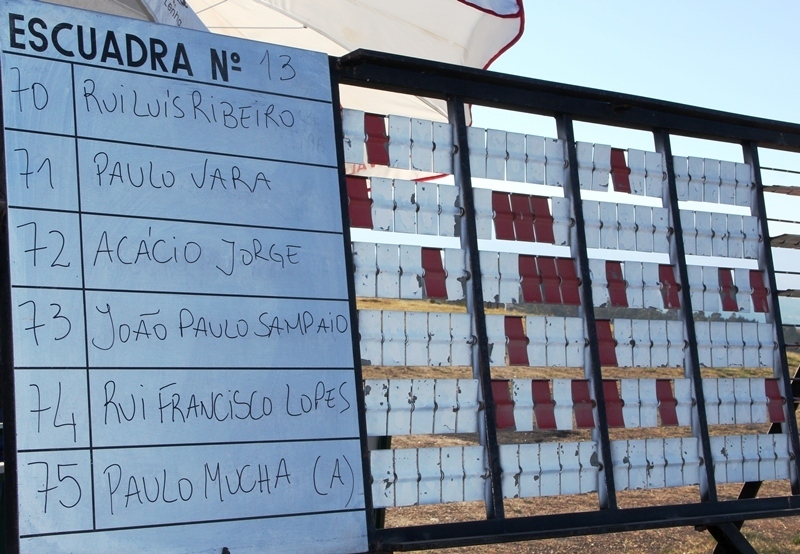 ESCUADRA Nº 13
70 RUI LUÍS RIBEIRO
71 PAULO VARA
72 ACÁCIO JORGE
73 JOÃO PAULO SAMPAIO
74 RUI FRANCISCO LOPES
75 PAULO MUCHA (A)